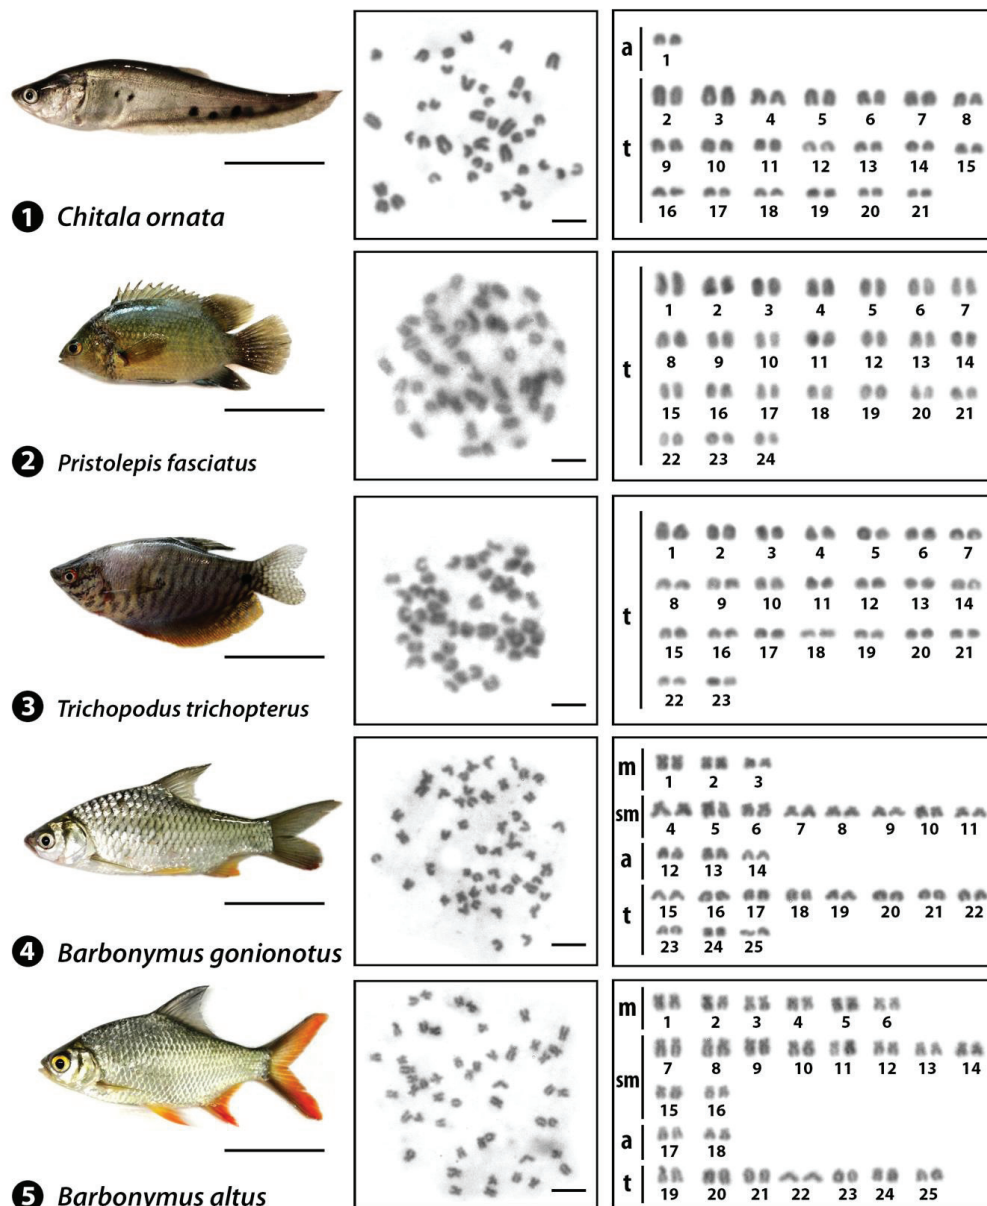 a
1
t
2 3 4 5 6 7 8
9 10 11 12 13 14 15
16 17 18 19 20 21
1 Chitala ornata
t
1 2 3 4 5 6 7
8 9 10 11 12 13 14
15 16 17 18 19 20 21
22 23 24
2 Pristolepis fasciatus
t
1 2 3 4 5 6 7
8 9 10 11 12 13 14
15 16 17 18 19 20 21
22 23
3 Trichopodus trichopterus
m
1 2 3
sm
4 5 6 7 8 9 10 11
a
12 13 14
t
15 16 17 18 19 20 21 22
23 24 25
4 Barbonymus gonionotus
m
1 2 3 4 5 6
sm
7 8 9 10 11 12 13 14
15 16
a
17 18
t
19 20 21 22 23 24 25
5 Barbonymus altus